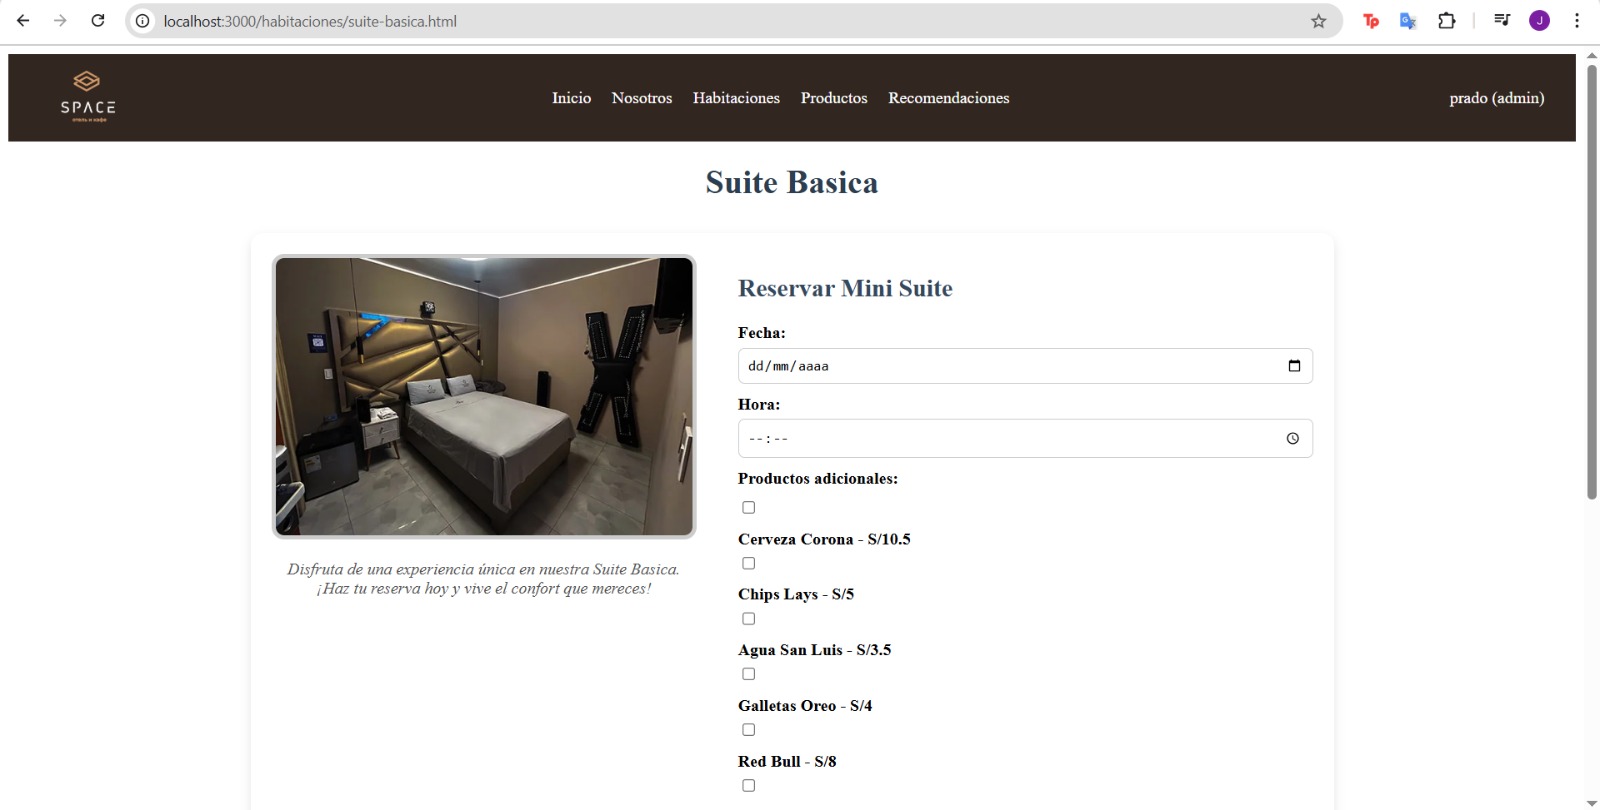 localhost:3000/habitaciones/suite-basica.html
J
SPACE
отель и кафе
Inicio Nosotros Habitaciones Productos Recomendaciones
prado (admin)
Suite Basica
Reservar Mini Suite
Fecha:
dd/mm/aaaa
Hora:
--:--
Productos adicionales:
Cerveza Corona - S/10.5
Chips Lays - S/5
Agua San Luis - S/3.5
Galletas Oreo - S/4
Red Bull - S/8
Disfruta de una experiencia única en nuestra Suite Basica.
¡Haz tu reserva hoy y vive el confort que mereces!